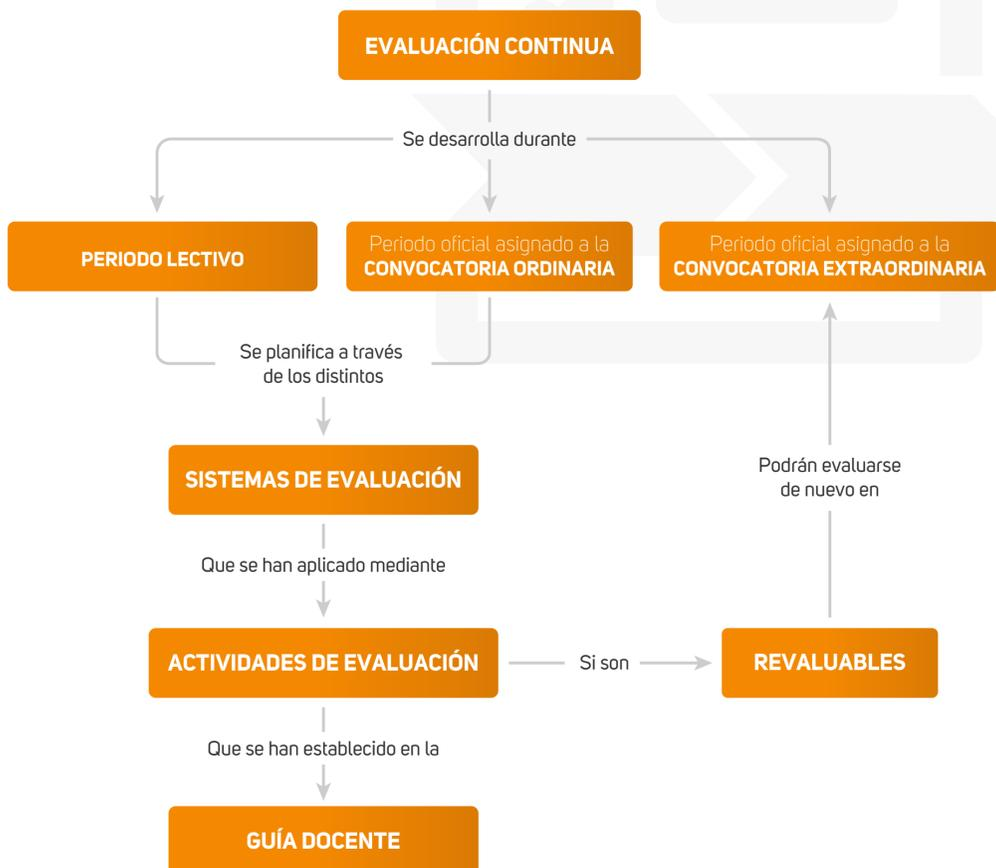 EVALUACIÓN CONTINUA
Se desarrolla durante
PERIODO LECTIVO
Periodo oficial asignado a la
CONVOCATORIA ORDINARIA
Periodo oficial asignado a la
CONVOCATORIA EXTRAORDINARIA
Se planifica a través
de los distintos
SISTEMAS DE EVALUACIÓN
Podrán evaluarse
de nuevo en
Que se han aplicado mediante
ACTIVIDADES DE EVALUACIÓN
Si son
REVALUABLES
Que se han establecido en la
GUÍA DOCENTE